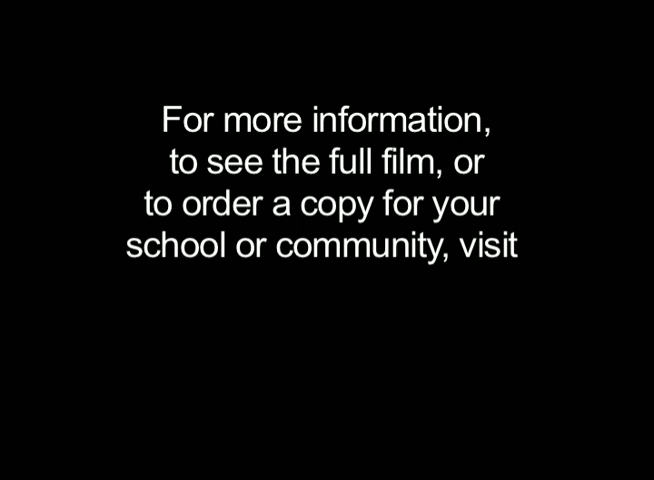 For more information,
to see the full film, or
to order a copy for your
school or community, visit